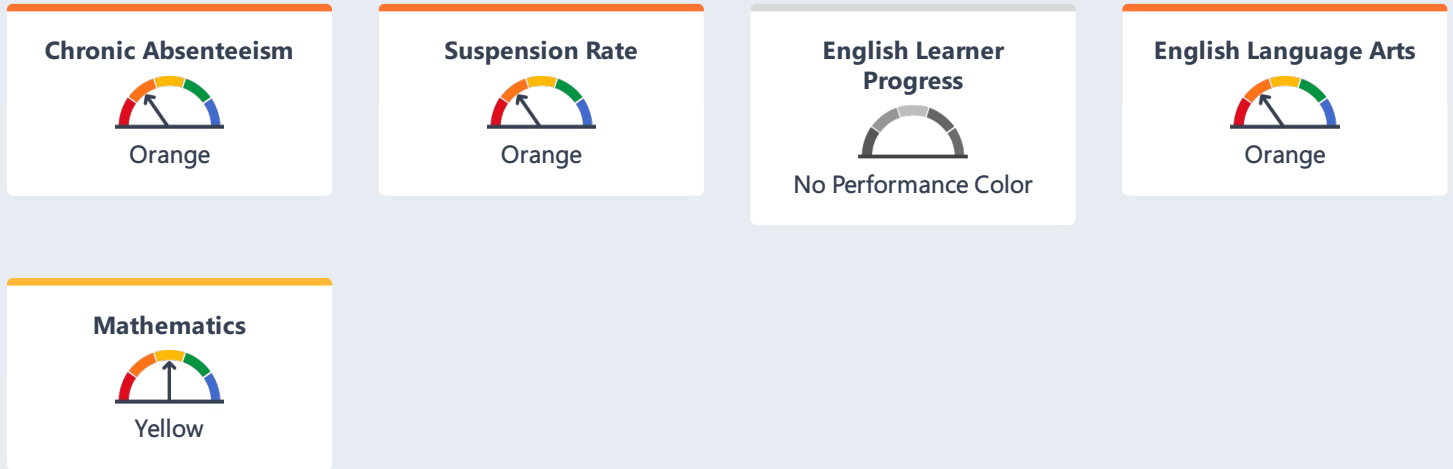 Chronic Absenteeism
Orange
Suspension Rate
Orange
English Learner
Progress
No Performance Color
English Language Arts
Orange
Mathematics
Yellow